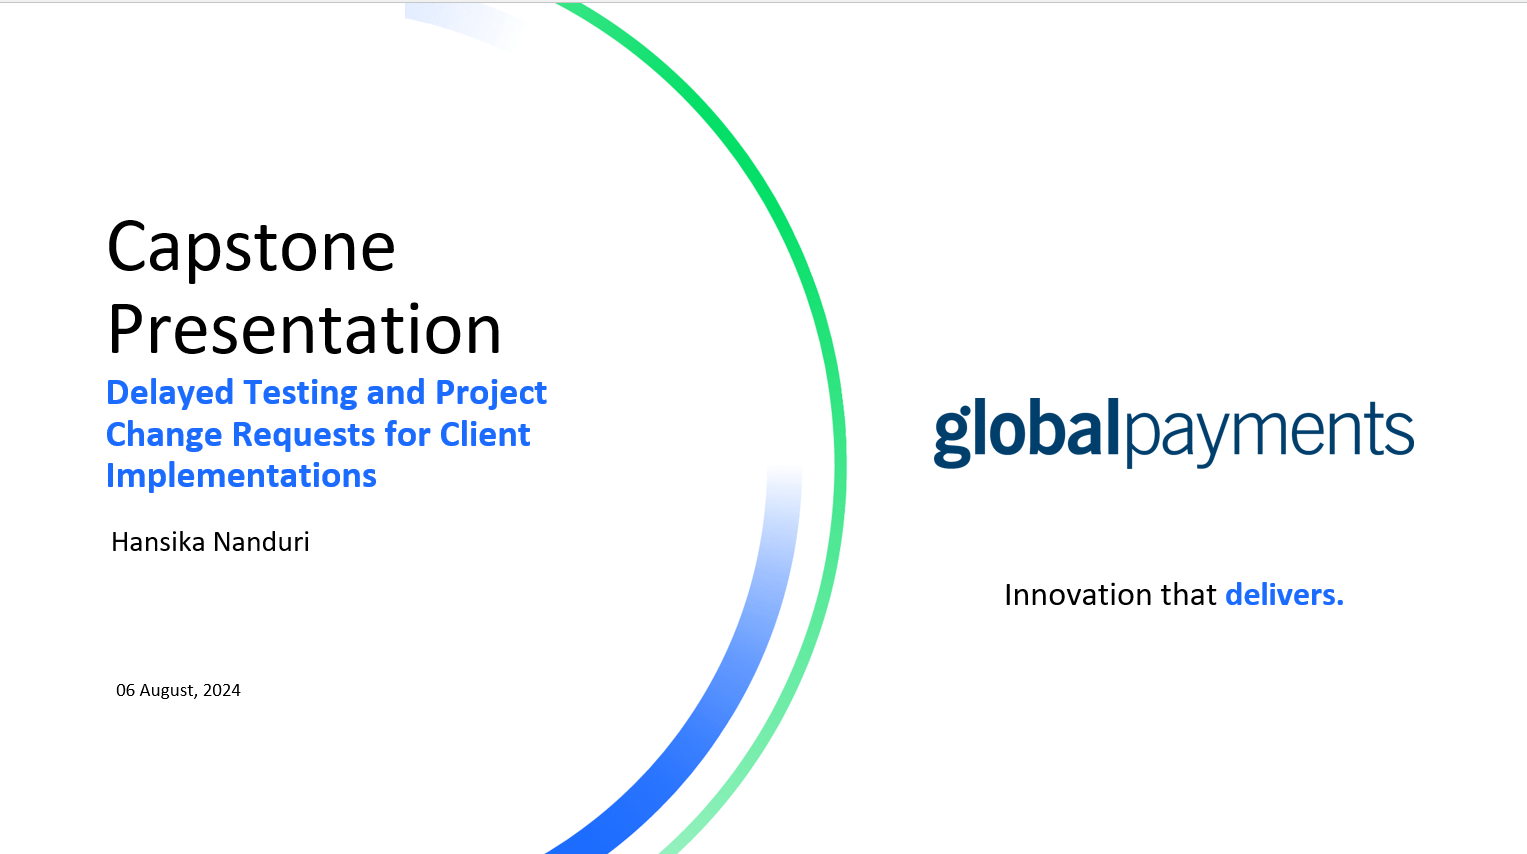 Capstone
Presentation
Delayed Testing and Project
Change Requests for Client
Implementations
Hansika Nanduri
06 August, 2024
globalpayments
Innovation that delivers.